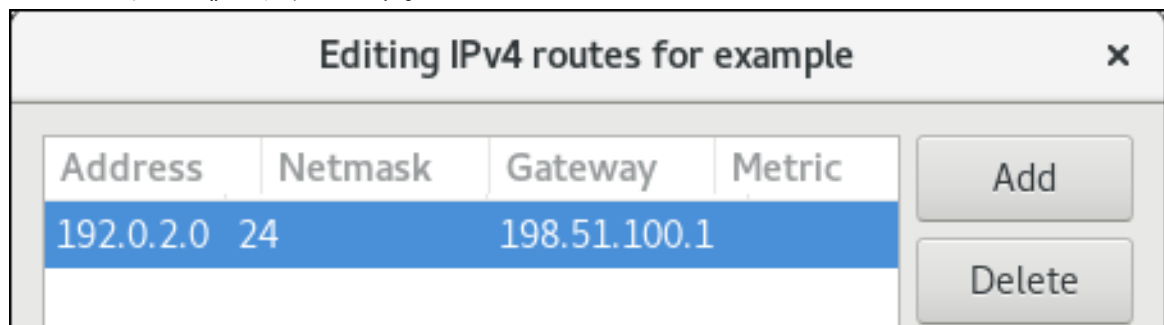 Editing IPv4 routes for example ×
Address Netmask Gateway Metric
Add
192.0.2.0 24 198.51.100.1
Delete